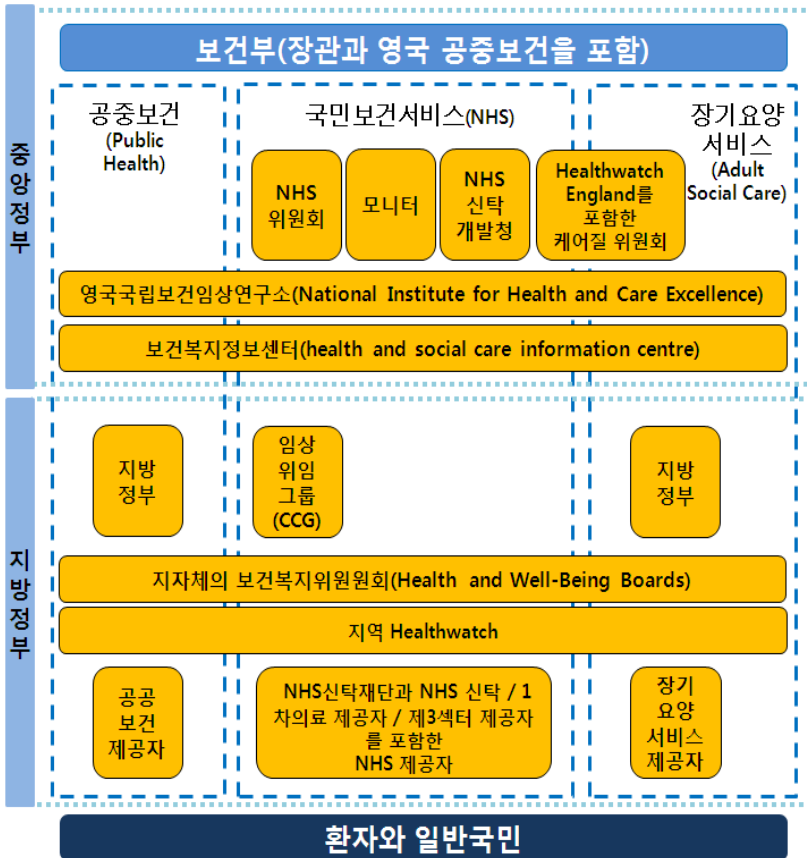 보건부(장관과 영국 공중보건을 포함)
중앙정부
공중보건
(Public
Health)
국민보건서비스(NHS)
장기요양
서비스
(Adult
Social Care)
NHS
위원회
모니터
NHS
신탁
개발청
Healthwatch
England를
포함한
케어질 위원회
영국국립보건임상연구소(National Institute for Health and Care Excellence)
보건복지정보센터(health and social care information centre)
지방정부
지방
정부
임상
위임
그룹
(CCG)
지방
정부
지자체의 보건복지위원원회(Health and Well-Being Boards)
지역 Healthwatch
공공
보건
제공자
NHS신탁재단과 NHS 신탁 / 1
차의료 제공자 / 제3섹터 제공자
를 포함한
NHS 제공자
장기
요양
서비스
제공자
환자와 일반국민